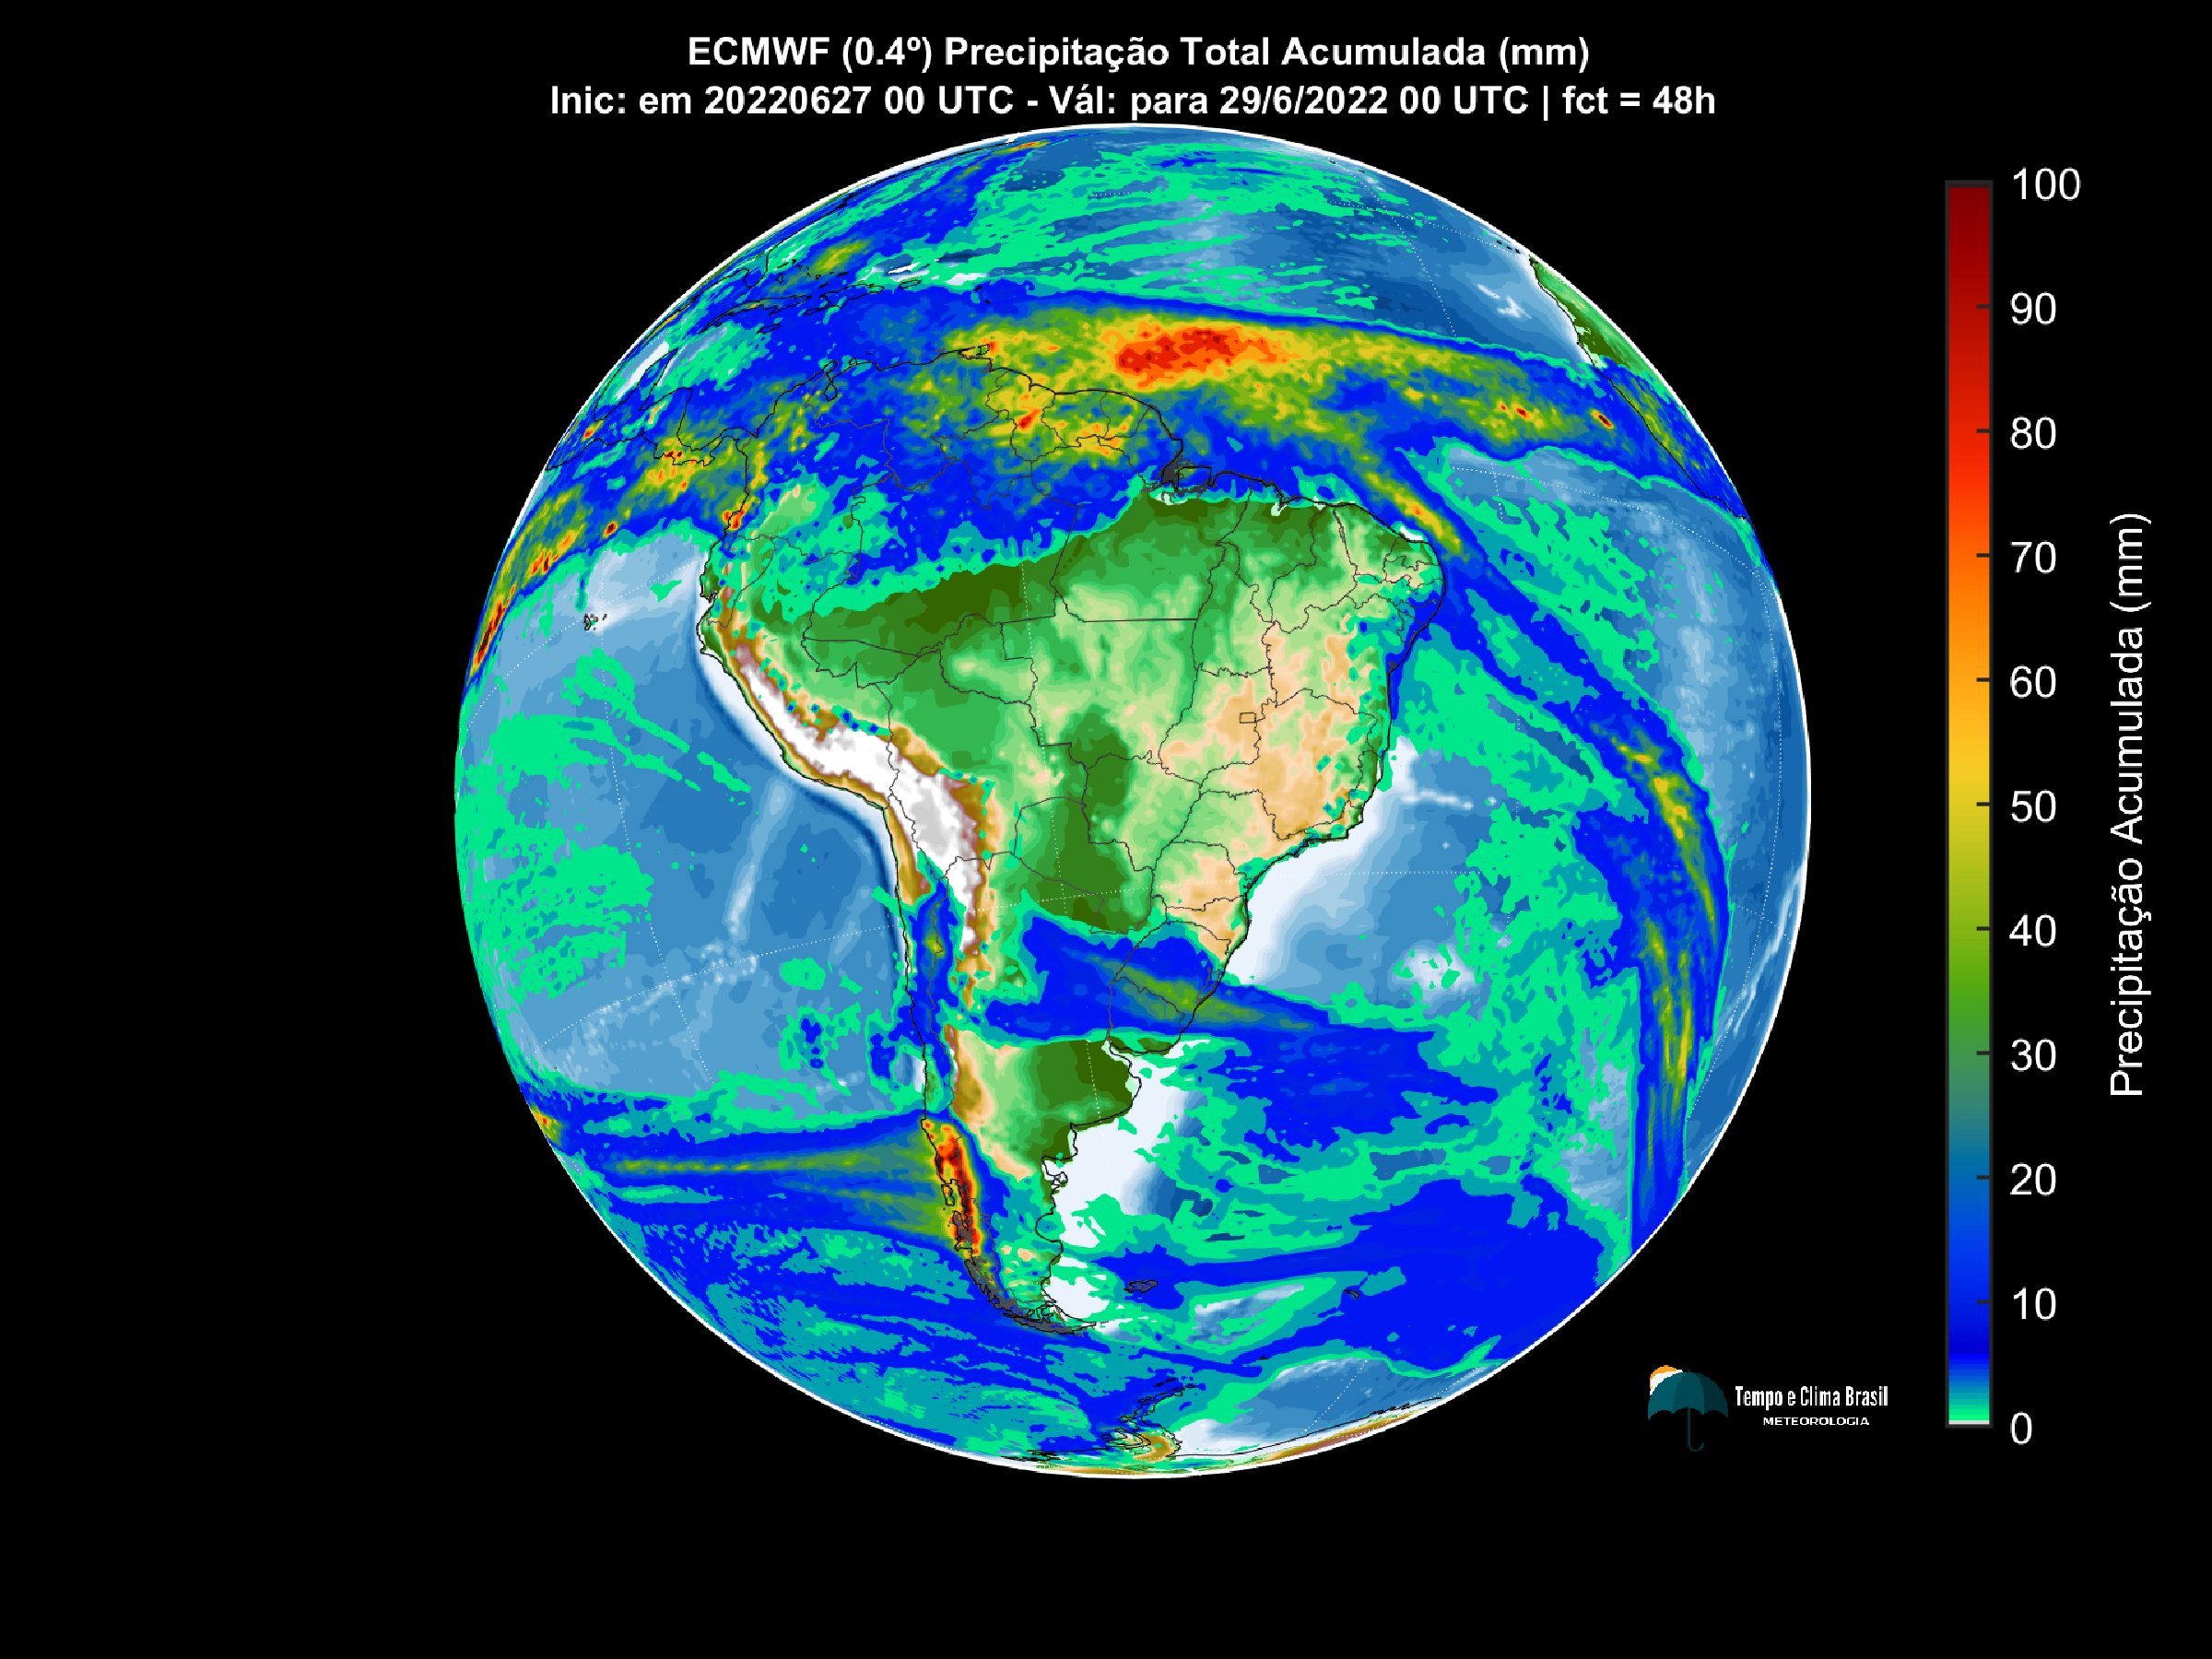 ECMWF (0.4º) Precipitação Total Acumulada (mm)
Inic: em 20220627 00 UTC - Vál: para 29/6/2022 00 UTC | fct = 48h
100
90
80
70
60
50
40
30
20
10
0
Precipitação Acumulada (mm)
Tempo e Clima Brasil
METEOROLOGIA